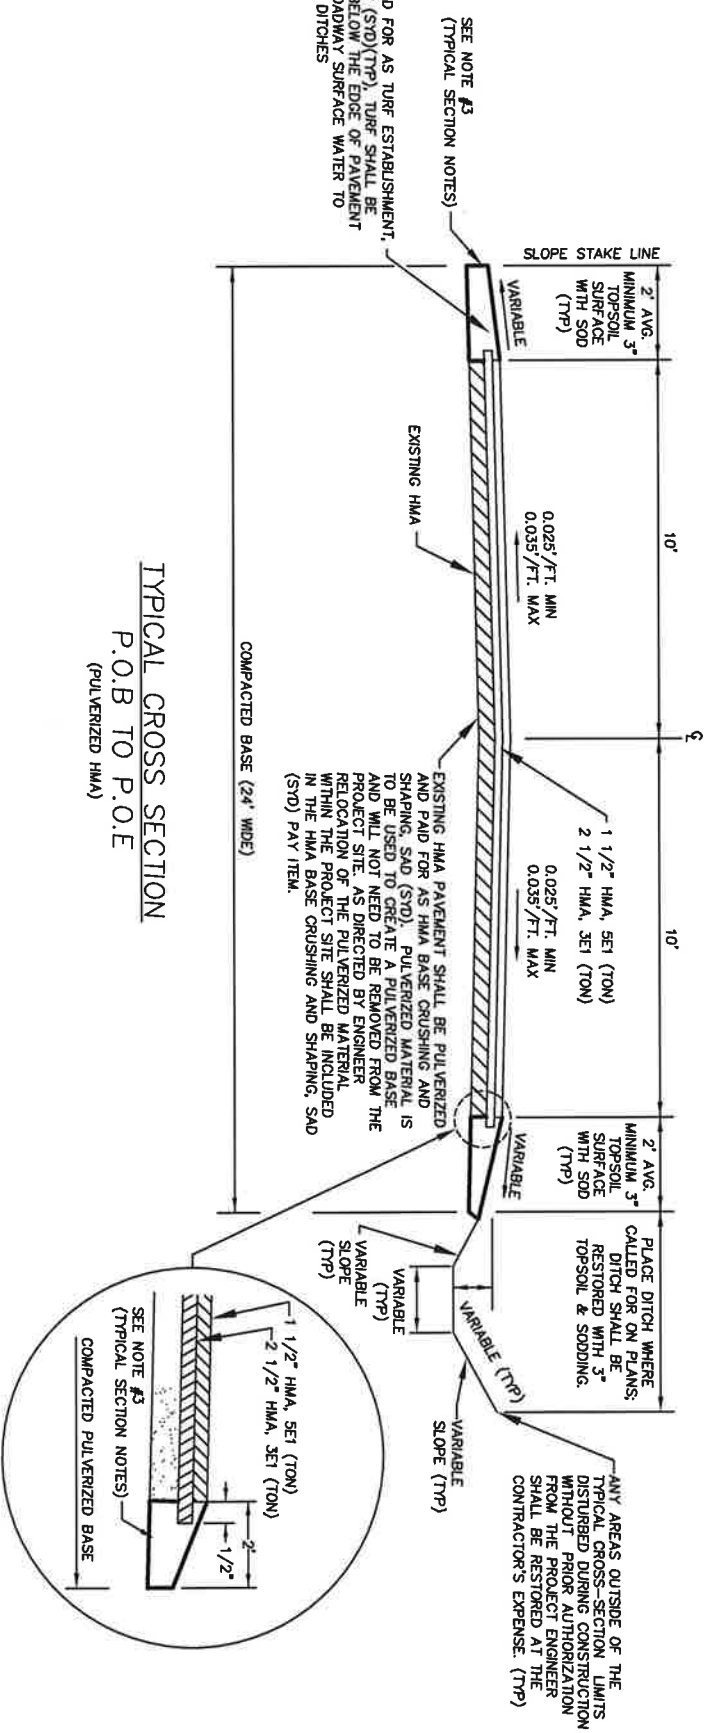 SEE NOTE #3
(TYPICAL SECTION NOTES)
D FOR AS TURF ESTABLISHMENT,
(SYD)(TYP), TURF SHALL BE
BELOW THE EDGE OF PAVEMENT
OADWAY SURFACE WATER TO
DITCHES
SLOPE STAKE LINE
2' AVG.
MINIMUM 3"
TOPSOIL
SURFACE
WITH SOD
(TYP)
VARIABLE
10'
0.025'/FT. MIN
0.035'/FT. MAX
EXISTING HMA
℄
1 1/2" HMA, 5E1 (TON)
2 1/2" HMA, 3E1 (TON)
10'
0.025'/FT. MIN
0.035'/FT. MAX
EXISTING HMA PAVEMENT SHALL BE PULVERIZED
AND PAID FOR AS HMA BASE CRUSHING AND
SHAPING, SAD (SYD). PULVERIZED MATERIAL IS
TO BE USED TO CREATE A PULVERIZED BASE
AND WILL NOT NEED TO BE REMOVED FROM THE
PROJECT SITE. AS DIRECTED BY ENGINEER
RELOCATION OF THE PULVERIZED MATERIAL
WITHIN THE PROJECT SITE SHALL BE INCLUDED
IN THE HMA BASE CRUSHING AND SHAPING, SAD
(SYD) PAY ITEM.
2' AVG.
MINIMUM 3"
TOPSOIL
SURFACE
WITH SOD
(TYP)
VARIABLE
PLACE DITCH WHERE
CALLED FOR ON PLANS;
DITCH SHALL BE
RESTORED WITH 3"
TOPSOIL & SODDING.
VARIABLE (TYP)
VARIABLE
(TYP)
VARIABLE
SLOPE
(TYP)
VARIABLE
SLOPE (TYP)
ANY AREAS OUTSIDE OF THE
TYPICAL CROSS-SECTION LIMITS
DISTURBED DURING CONSTRUCTION
WITHOUT PRIOR AUTHORIZATION
FROM THE PROJECT ENGINEER
SHALL BE RESTORED AT THE
CONTRACTOR'S EXPENSE. (TYP)
COMPACTED BASE (24' WIDE)
1 1/2" HMA, 5E1 (TON)
2 1/2" HMA, 3E1 (TON)
2'
1/2"
SEE NOTE #3
(TYPICAL SECTION NOTES)
COMPACTED PULVERIZED BASE
TYPICAL CROSS SECTION
P.O.B TO P.O.E
(PULVERIZED HMA)